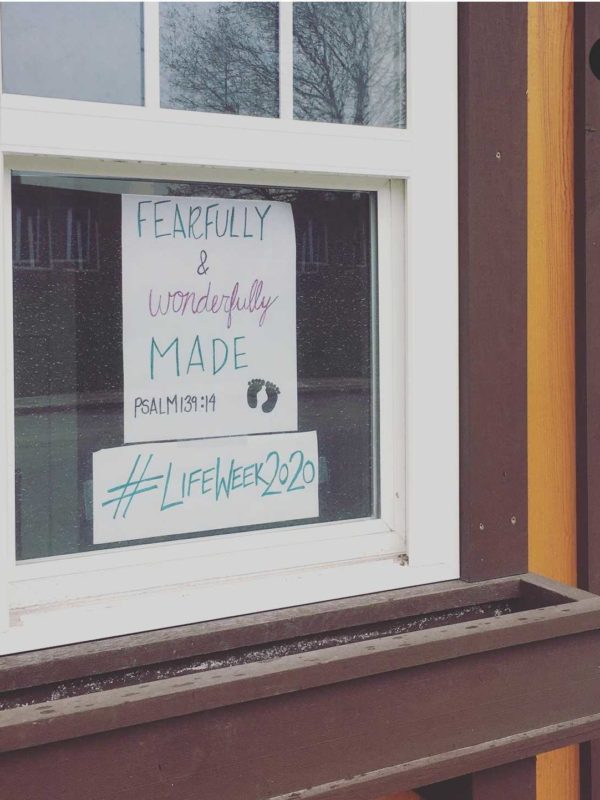 FEARFULLY
&
wonderfully
MADE
PSALM 139:14
#LIFEWEEK2020